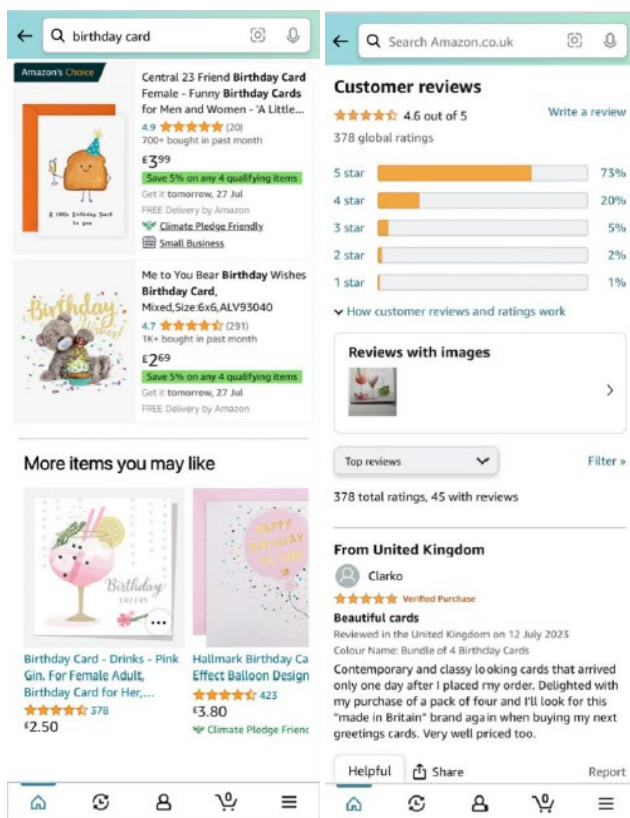 birthday card
Amazon's Choice
Central 23 Friend Birthday Card
Female - Funny Birthday Cards
for Men and Women - 'A Little...
4.9 (20)
700+ bought in past month
£3.99
Save 5% on any 4 qualifying items
Get it tomorrow, 27 Jul
FREE Delivery by Amazon
Climate Pledge Friendly
Small Business
to you
Me to You Bear Birthday Wishes
Birthday Card,
Mixed,Size:6x6,ALV93040
4.7 (291)
1K+ bought in past month
£2.69
Save 5% on any 4 qualifying items
Get it tomorrow, 27 Jul
FREE Delivery by Amazon
Birthday
Wishes!
More items you may like
Birthday
CHEERS
HAPPY
BIRTHDAY
TO YOU
Birthday Card - Drinks - Pink
Gin, For Female Adult,
Birthday Card for Her,...
378
£2.50
Hallmark Birthday Ca
Effect Balloon Design
423
£3.80
Climate Pledge Frienc
0
Search Amazon.co.uk
Customer reviews
4.6 out of 5
Write a review
378 global ratings
5 star 73%
4 star 20%
3 star 5%
2 star 2%
1 star 1%
How customer reviews and ratings work
Reviews with images
Top reviews
Filter »
378 total ratings, 45 with reviews
From United Kingdom
Clarko
Verified Purchase
Beautiful cards
Reviewed in the United Kingdom on 12 July 2023
Colour Name: Bundle of 4 Birthday Cards
Contemporary and classy looking cards that arrived
only one day after I placed my order. Delighted with
my purchase of a pack of four and I'll look for this
"made in Britain" brand again when buying my next
greetings cards. Very well priced too.
Helpful
Share
Report
0